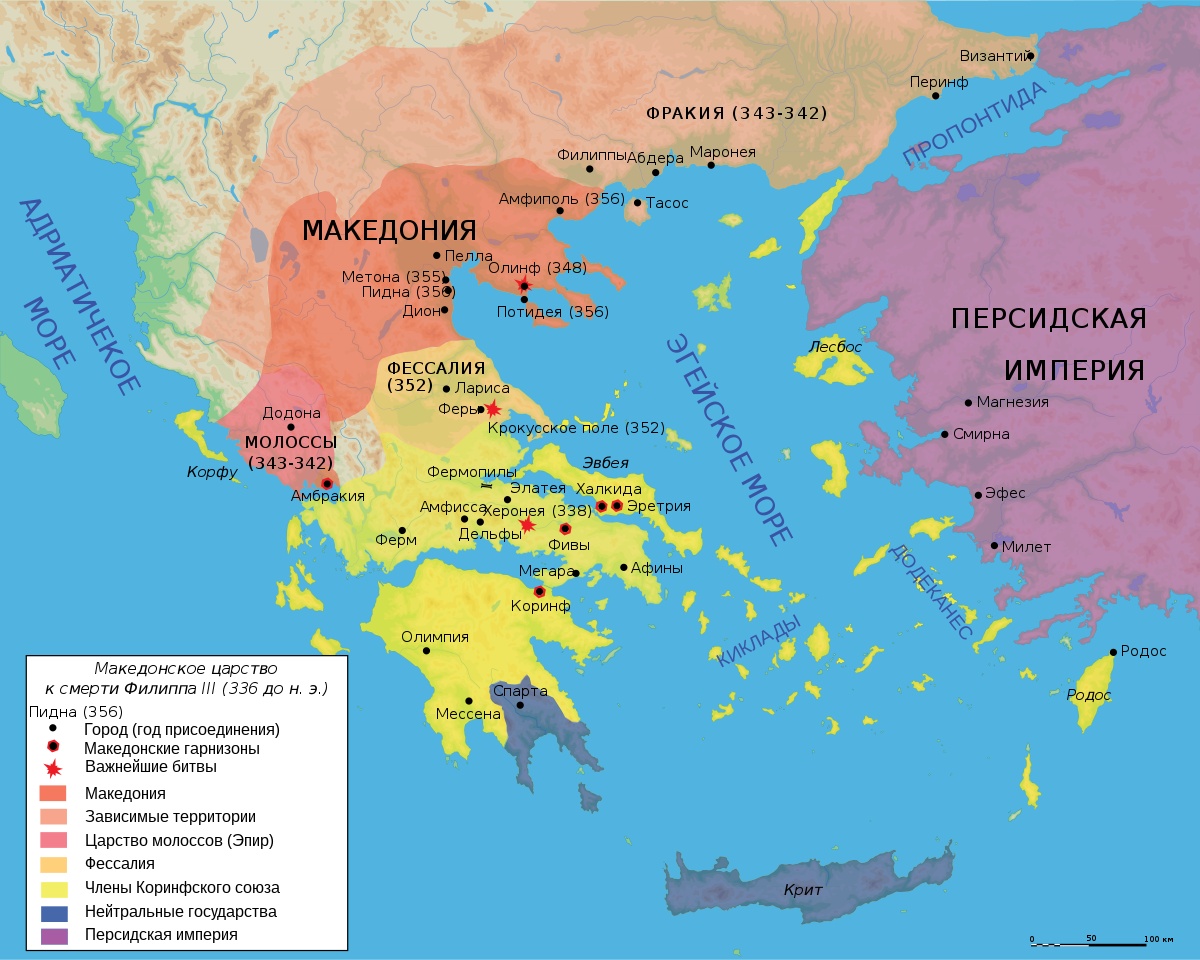 Византий
Перинф
ПРОПОНТИДА
ФРАКИЯ (343-342)
Филиппы
Абдера
Маронея
Амфиполь (356)
Тасос
МАКЕДОНИЯ
АДРИАТИЧЕКОЕ
МОРЕ
Пелла
Олинф (348)
Метона (355)
Пидна (356)
Дион
Потидея (356)
ПЕРСИДСКАЯ
ИМПЕРИЯ
ЭГЕЙСКОЕ МОРЕ
Лесбос
ФЕССАЛИЯ
(352)
Лариса
Феры
Крокусское поле (352)
Магнезия
Смирна
Додона
МОЛОССЫ
(343-342)
Корфу
Амбракия
Эвбея
Фермопилы
Элатея
Халкида
Эретрия
Эфес
Амфисса
Херонея (338)
Дельфы
Ферм
Фивы
Милет
Мегара
Афины
Коринф
ДОДЕКАНЕС
КИКЛАДЫ
Олимпия
Родос
Родос
Спарта
Мессена
Крит
Македонское царство
к смерти Филиппа III (336 до н. э.)
Пидна (356)
Город (год присоединения)
Македонские гарнизоны
Важнейшие битвы
Македония
Зависимые территории
Царство молоссов (Эпир)
Фессалия
Члены Коринфского союза
Нейтральные государства
Персидская империя
0 50 100 км